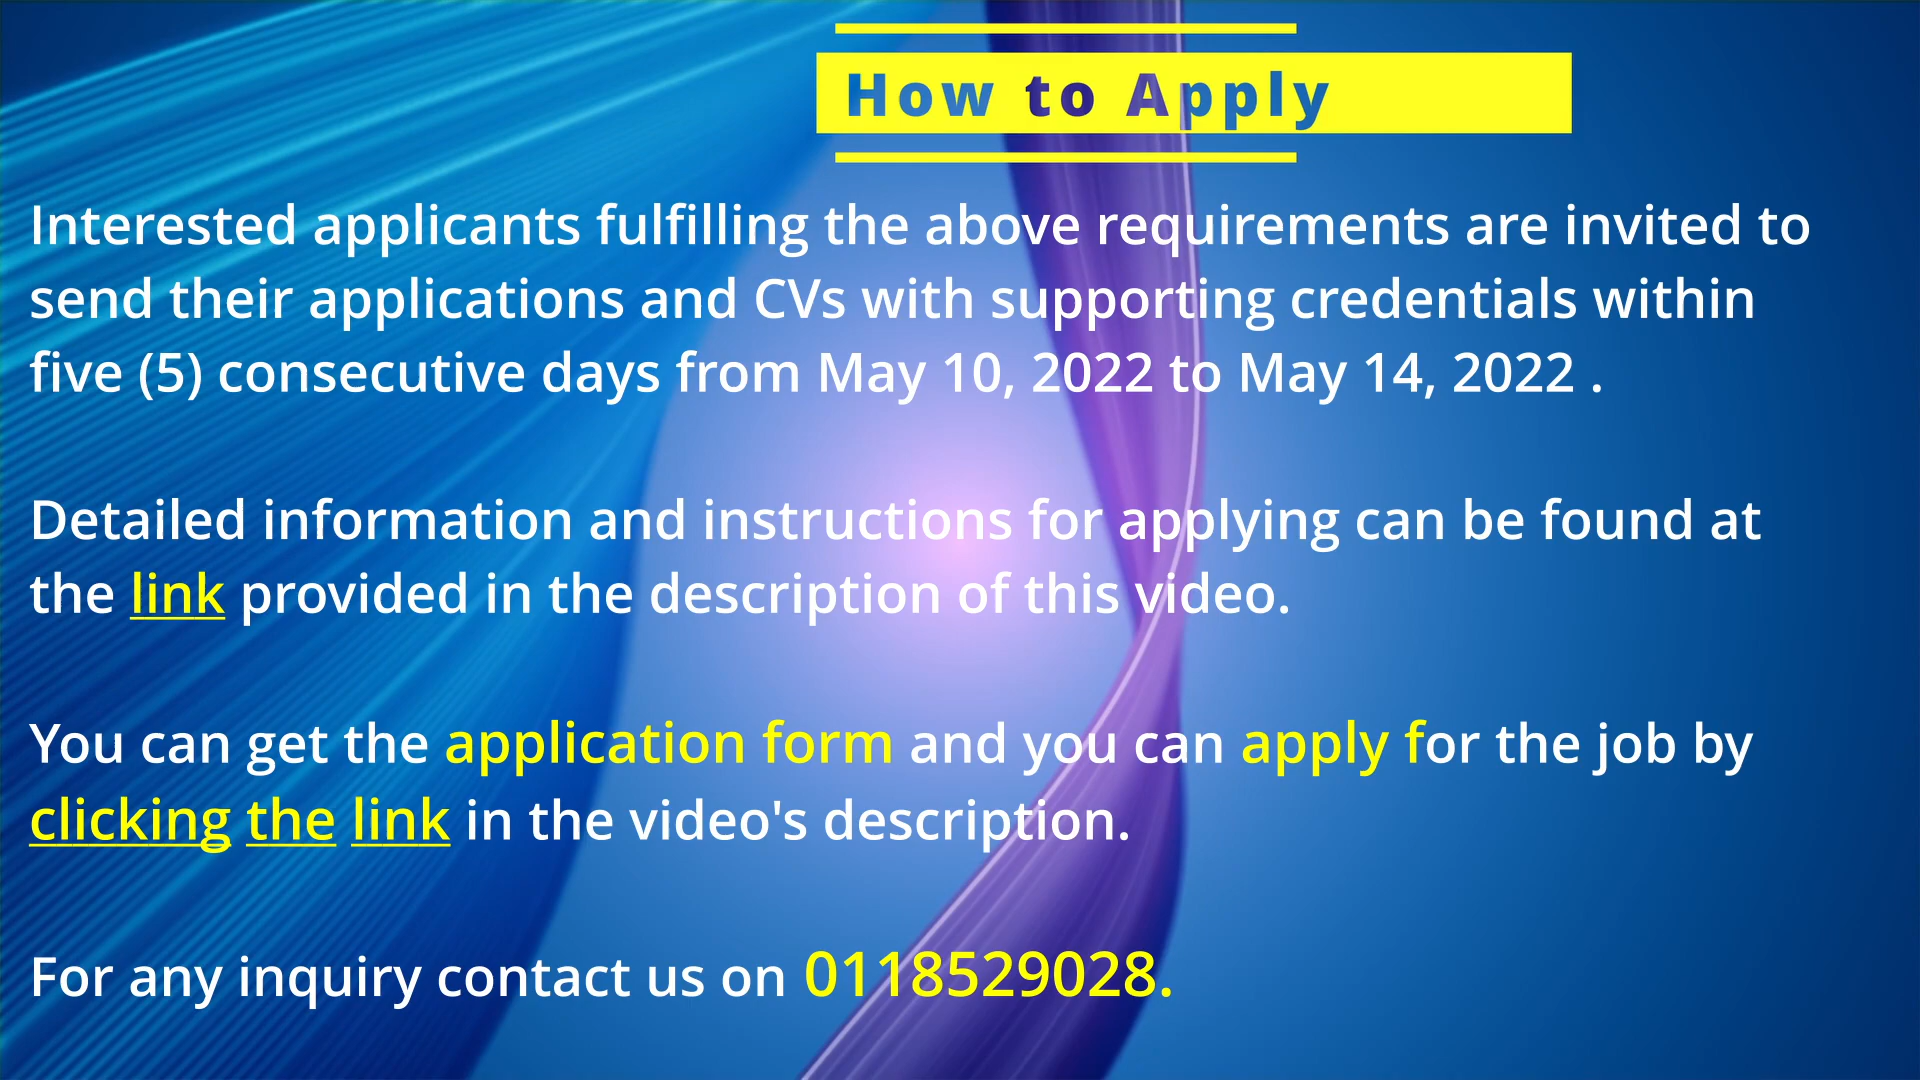 How to Apply
Interested applicants fulfilling the above requirements are invited to
send their applications and CVs with supporting credentials within
five (5) consecutive days from May 10, 2022 to May 14, 2022 .
Detailed information and instructions for applying can be found at
the link provided in the description of this video.
You can get the application form and you can apply for the job by
clicking the link in the video's description.
For any inquiry contact us on 0118529028.